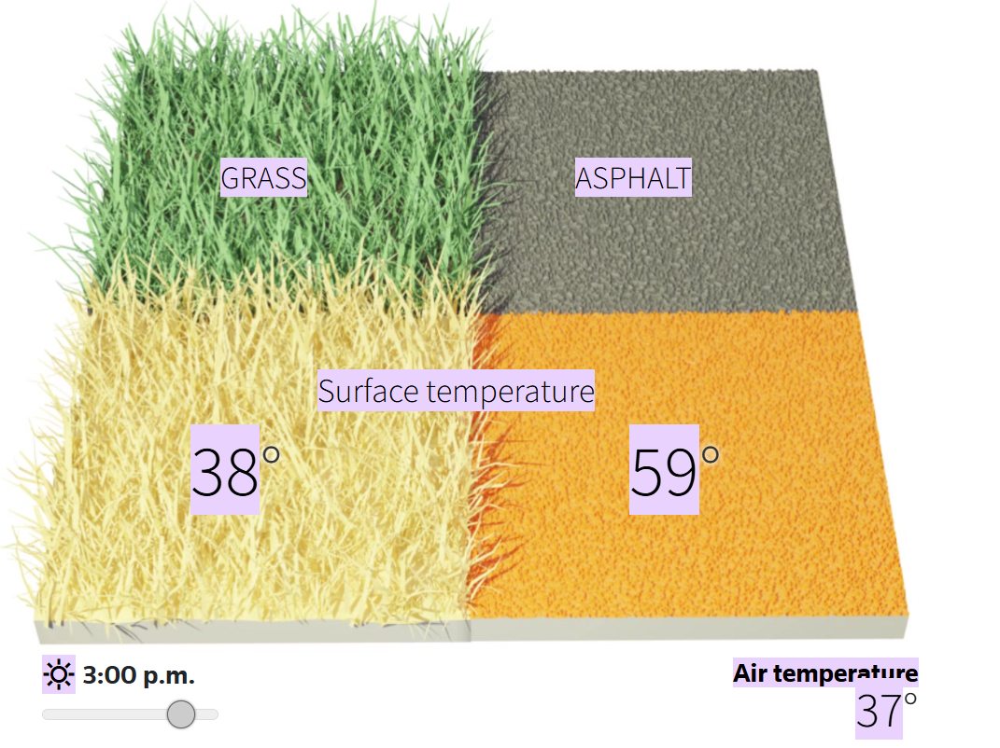 GRASS
ASPHALT
Surface temperature
38°
59°
3:00 p.m.
Air temperature
37°